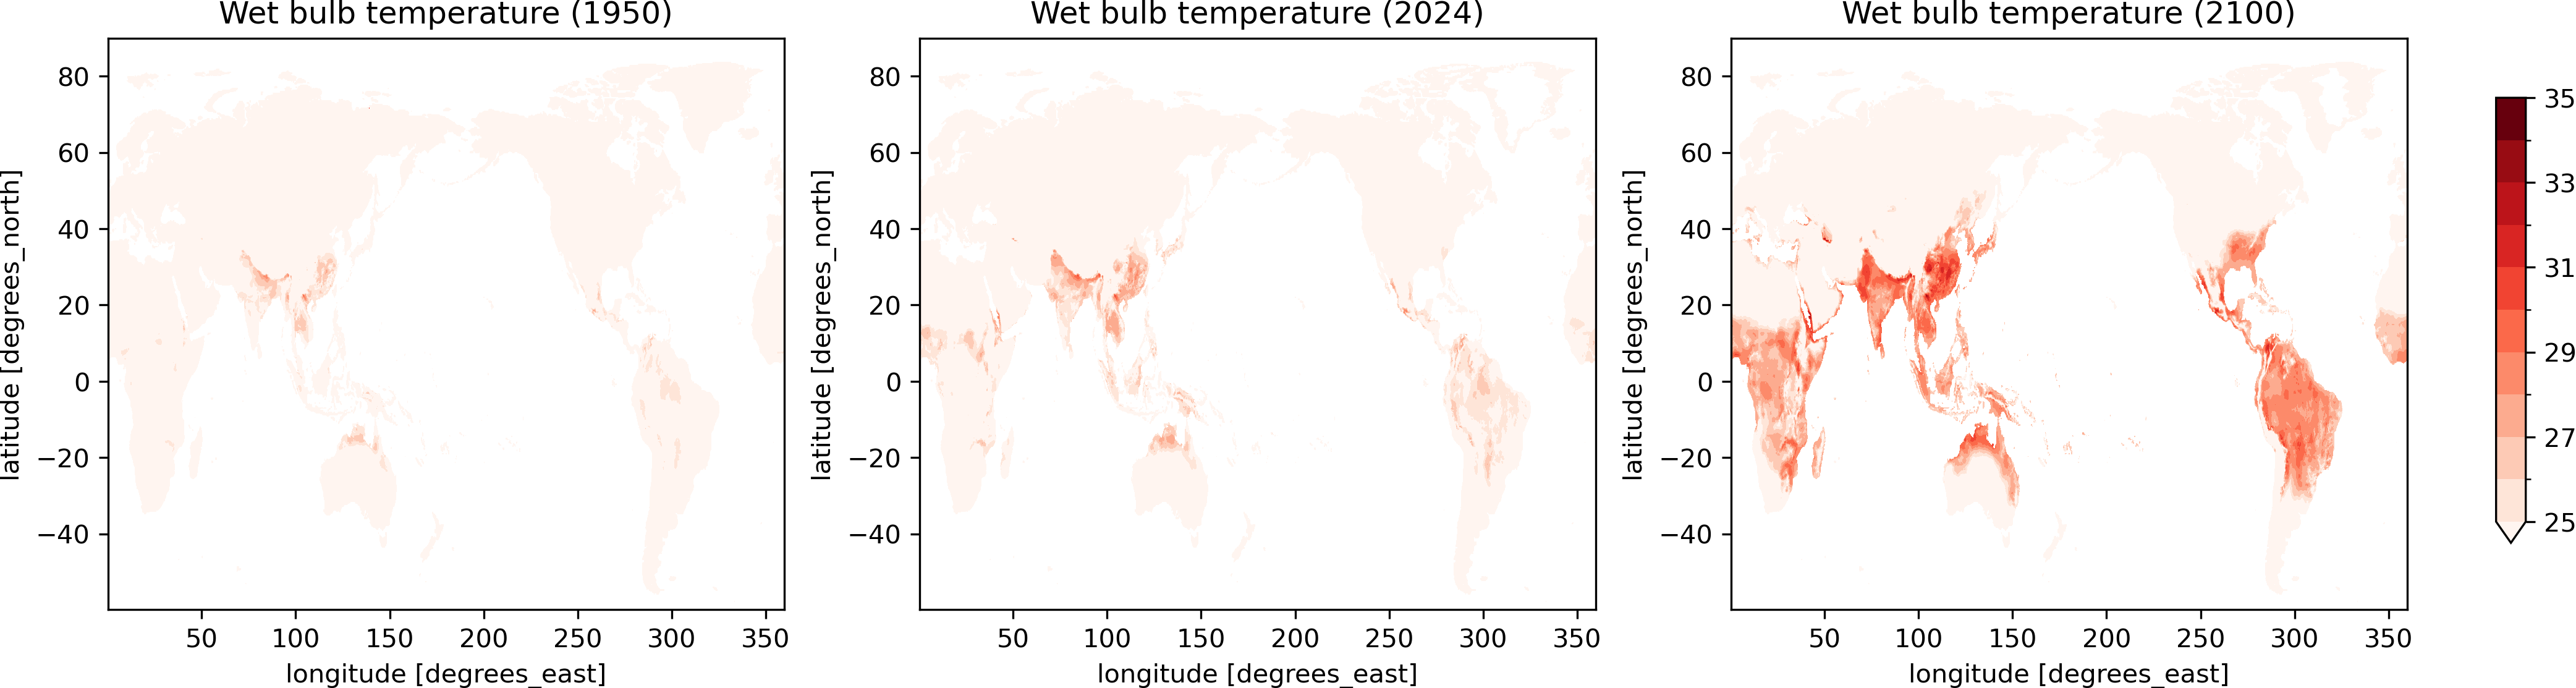 Wet bulb temperature (1950)
80
60
40
20
0
−20
−40
50 100 150 200 250 300 350
longitude [degrees_east]
latitude [degrees_north]
Wet bulb temperature (2024)
80
60
40
20
0
−20
−40
50 100 150 200 250 300 350
longitude [degrees_east]
latitude [degrees_north]
Wet bulb temperature (2100)
80
60
40
20
0
−20
−40
50 100 150 200 250 300 350
longitude [degrees_east]
latitude [degrees_north]
35
33
31
29
27
25